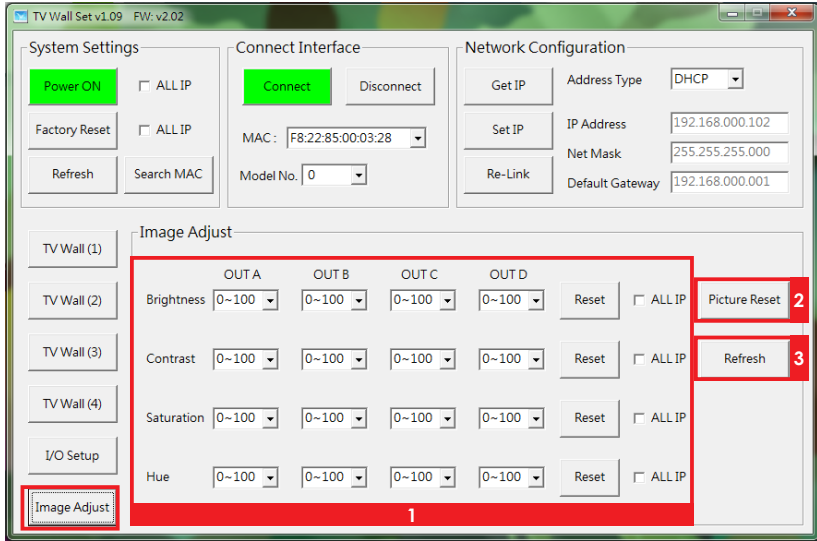 TV Wall Set v1.09 FW: v2.02
System Settings
Power ON
ALL IP
Factory Reset
ALL IP
Refresh
Search MAC
Connect Interface
Connect
Disconnect
MAC : F8:22:85:00:03:28
Model No. 0
Network Configuration
Get IP
Address Type DHCP
Set IP
IP Address 192.168.000.102
Net Mask 255.255.255.000
Re-Link
Default Gateway 192.168.000.001
TV Wall (1)
TV Wall (2)
TV Wall (3)
TV Wall (4)
I/O Setup
Image Adjust
Image Adjust
OUT A OUT B OUT C OUT D
Brightness 0~100 0~100 0~100 0~100 Reset ALL IP Picture Reset 2
Contrast 0~100 0~100 0~100 0~100 Reset ALL IP Refresh 3
Saturation 0~100 0~100 0~100 0~100 Reset ALL IP
Hue 0~100 0~100 0~100 0~100 Reset ALL IP
1